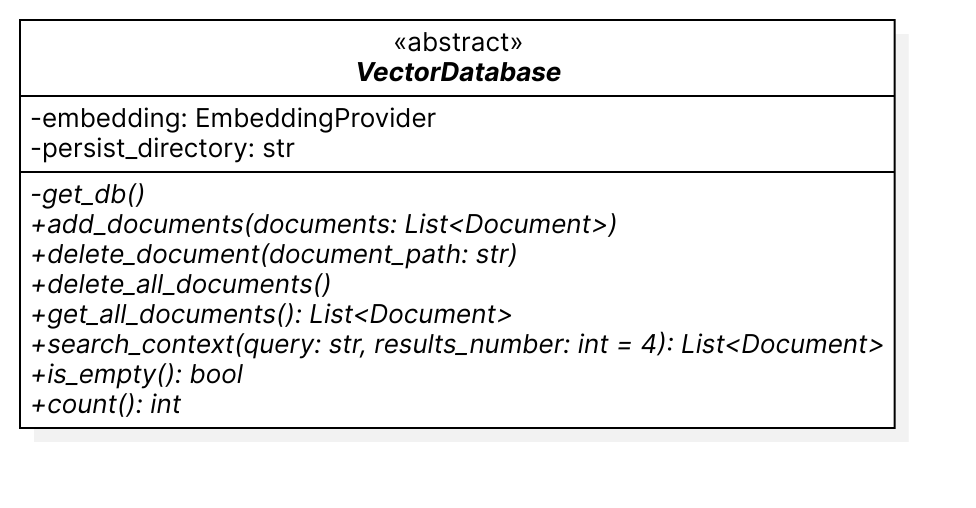 «abstract»
VectorDatabase
-embedding: EmbeddingProvider
-persist_directory: str
-get_db()
+add_documents(documents: List<Document>)
+delete_document(document_path: str)
+delete_all_documents()
+get_all_documents(): List<Document>
+search_context(query: str, results_number: int = 4): List<Document>
+is_empty(): bool
+count(): int